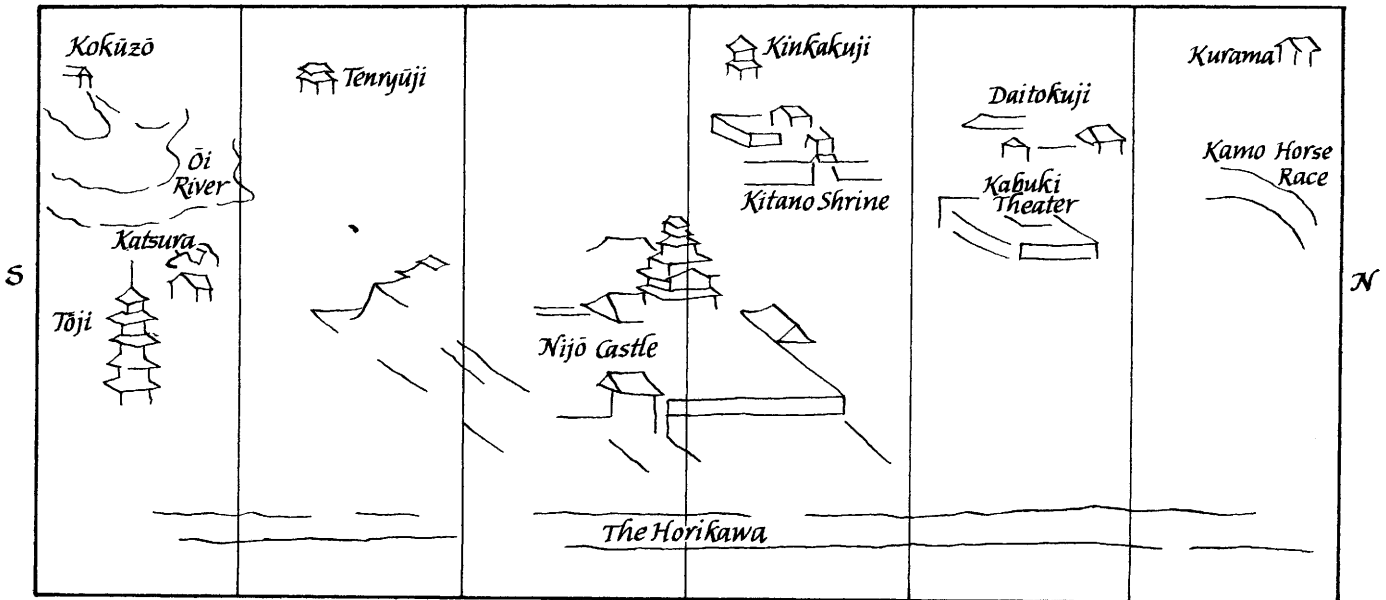 Kokūzō
Tenryūji
Kinkakuji
Kurama
Daitokuji
Ōi
River
Kamo Horse
Race
Kitano Shrine
Kabuki
Theater
Katsura
S
N
Tōji
Nijō Castle
The Horikawa